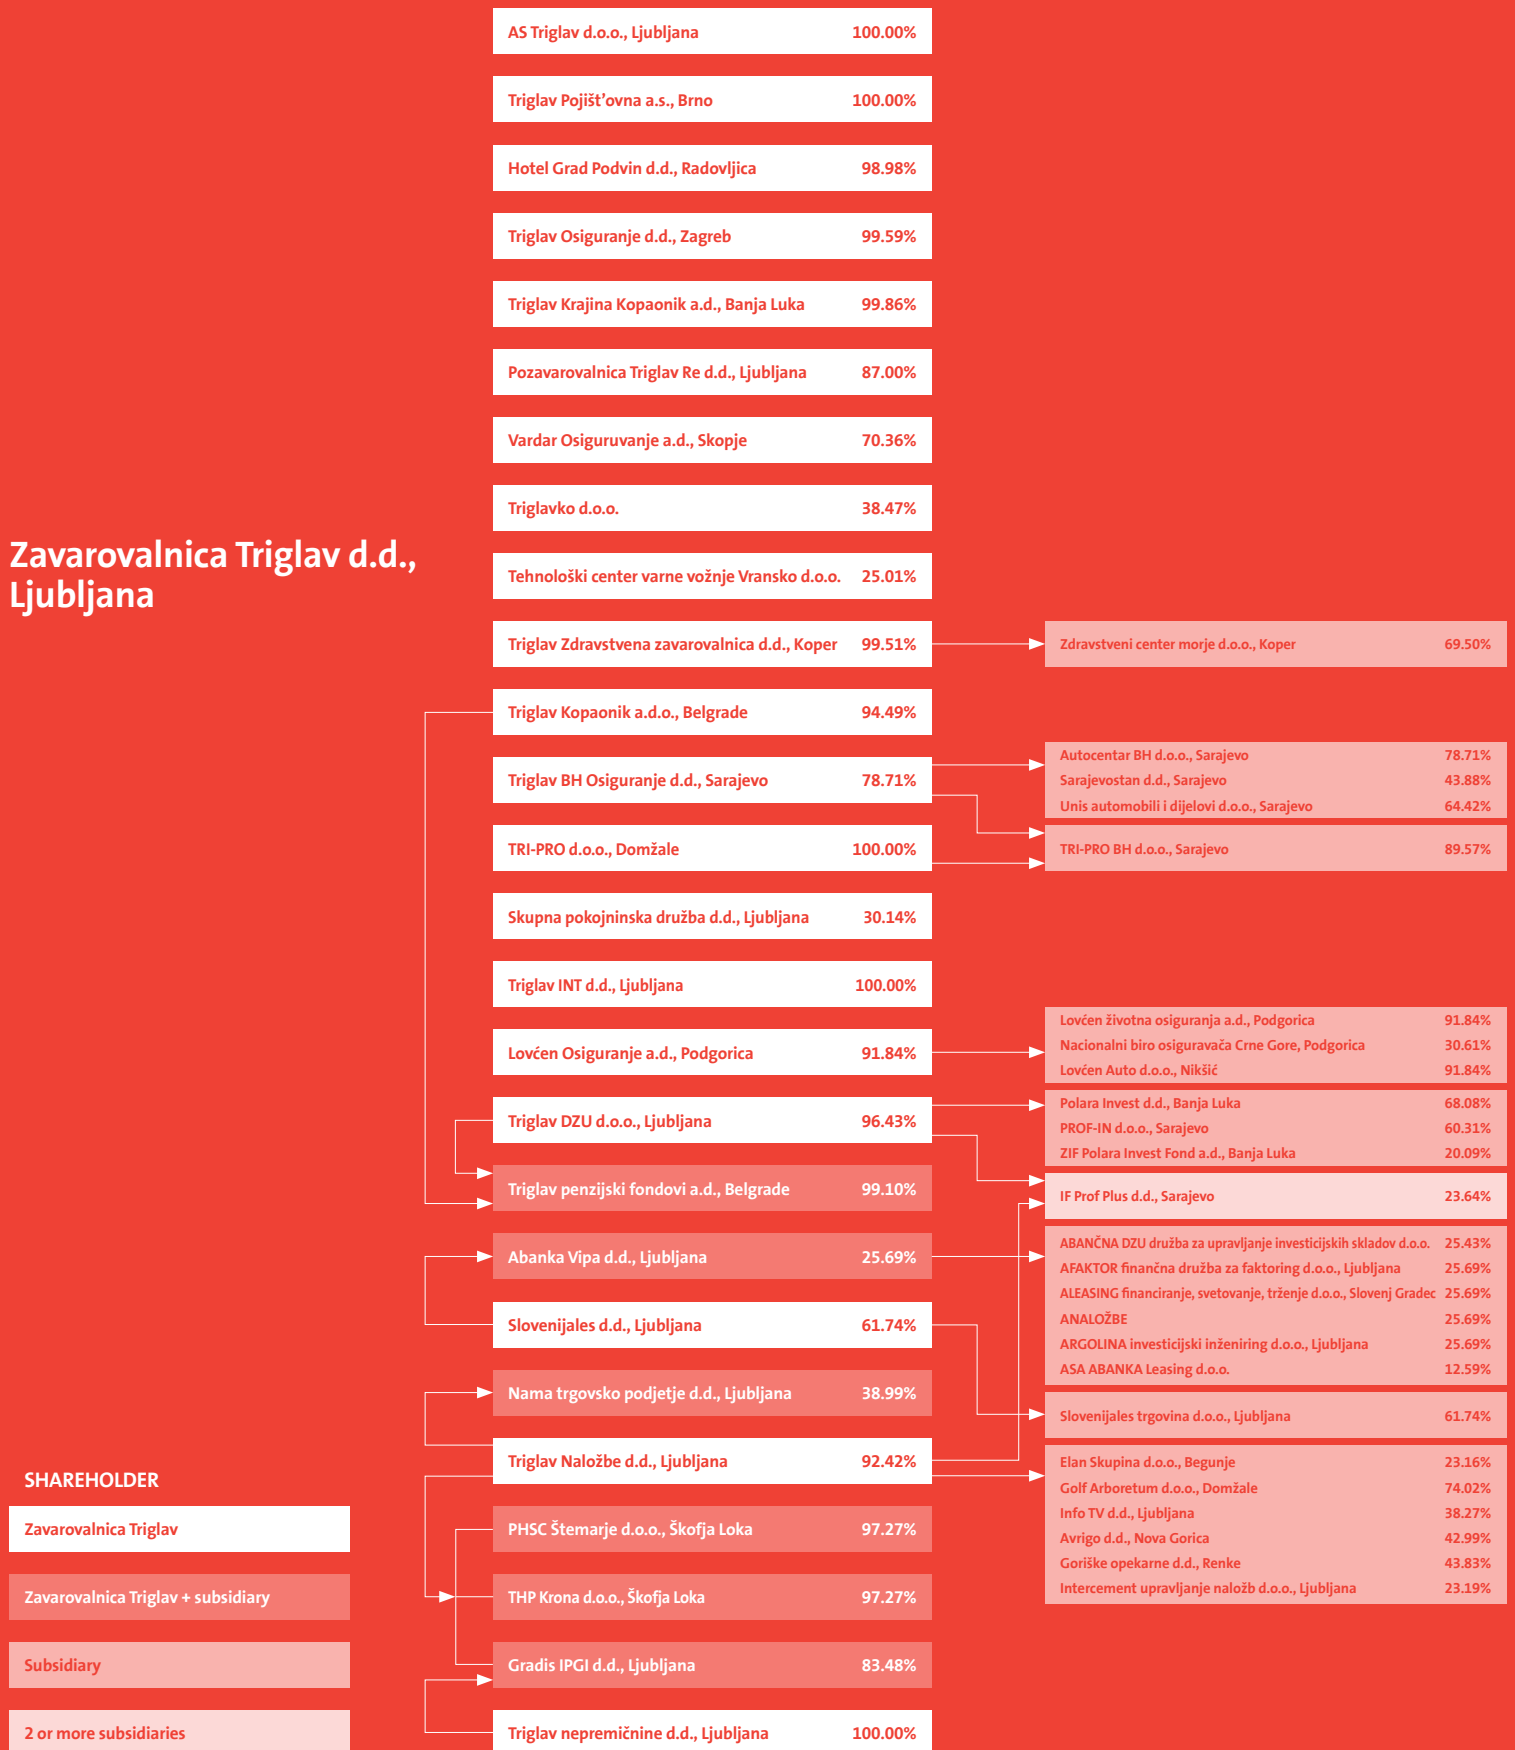 Zavarovalnica Triglav d.d.,
Ljubljana
AS Triglav d.o.o., Ljubljana 100.00%
Triglav Pojišt’ovna a.s., Brno 100.00%
Hotel Grad Podvin d.d., Radovljica 98.98%
Triglav Osiguranje d.d., Zagreb 99.59%
Triglav Krajina Kopaonik a.d., Banja Luka 99.86%
Pozavarovalnica Triglav Re d.d., Ljubljana 87.00%
Vardar Osiguruvanje a.d., Skopje 70.36%
Triglavko d.o.o. 38.47%
Tehnološki center varne vožnje Vransko d.o.o. 25.01%
Triglav Zdravstvena zavarovalnica d.d., Koper 99.51%
Triglav Kopaonik a.d.o., Belgrade 94.49%
Triglav BH Osiguranje d.d., Sarajevo 78.71%
TRI-PRO d.o.o., Domžale 100.00%
Skupna pokojninska družba d.d., Ljubljana 30.14%
Triglav INT d.d., Ljubljana 100.00%
Lovćen Osiguranje a.d., Podgorica 91.84%
Triglav DZU d.o.o., Ljubljana 96.43%
Triglav penzijski fondovi a.d., Belgrade 99.10%
Abanka Vipa d.d., Ljubljana 25.69%
Slovenijales d.d., Ljubljana 61.74%
Nama trgovsko podjetje d.d., Ljubljana 38.99%
Triglav Naložbe d.d., Ljubljana 92.42%
PHSC Štemarje d.o.o., Škofja Loka 97.27%
THP Krona d.o.o., Škofja Loka 97.27%
Gradis IPGI d.d., Ljubljana 83.48%
Triglav nepremičnine d.d., Ljubljana 100.00%
Zdravstveni center morje d.o.o., Koper 69.50%
Autocentar BH d.o.o., Sarajevo 78.71%
Sarajevostan d.d., Sarajevo 43.88%
Unis automobili i dijelovi d.o.o., Sarajevo 64.42%
TRI-PRO BH d.o.o., Sarajevo 89.57%
Lovćen životna osiguranja a.d., Podgorica 91.84%
Nacionalni biro osiguravača Crne Gore, Podgorica 30.61%
Lovćen Auto d.o.o., Nikšić 91.84%
Polara Invest d.d., Banja Luka 68.08%
PROF-IN d.o.o., Sarajevo 60.31%
ZIF Polara Invest Fond a.d., Banja Luka 20.09%
IF Prof Plus d.d., Sarajevo 23.64%
ABANČNA DZU družba za upravljanje investicijskih skladov d.o.o. 25.43%
AFAKTOR finančna družba za faktoring d.o.o., Ljubljana 25.69%
ALEASING financiranje, svetovanje, trženje d.o.o., Slovenj Gradec 25.69%
ANALOŽBE 25.69%
ARGOLINA investicijski inženiring d.o.o., Ljubljana 25.69%
ASA ABANKA Leasing d.o.o. 12.59%
Slovenijales trgovina d.o.o., Ljubljana 61.74%
Elan Skupina d.o.o., Begunje 23.16%
Golf Arboretum d.o.o., Domžale 74.02%
Info TV d.d., Ljubljana 38.27%
Avrigo d.d., Nova Gorica 42.99%
Goriške opekarne d.d., Renke 43.83%
Intercement upravljanje naložb d.o.o., Ljubljana 23.19%
SHAREHOLDER
Zavarovalnica Triglav
Zavarovalnica Triglav + subsidiary
Subsidiary
2 or more subsidiaries